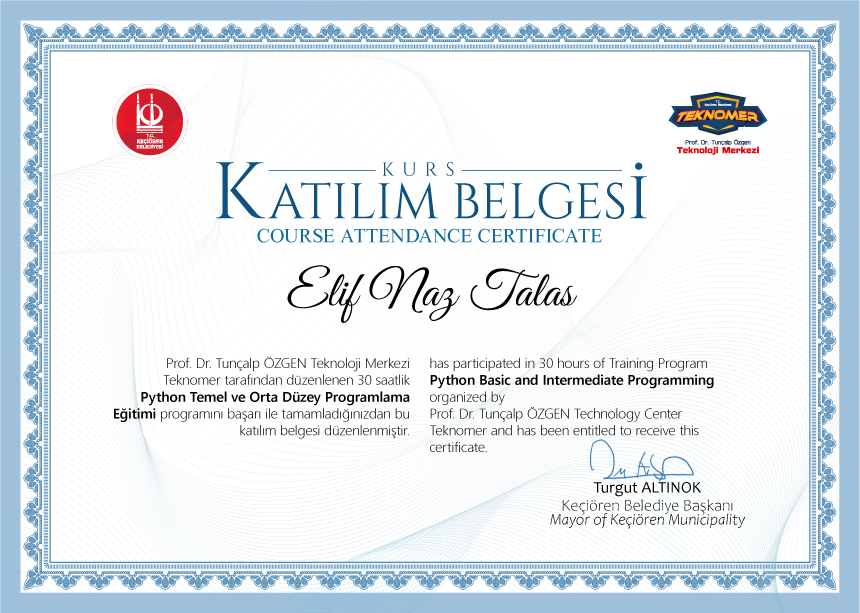 T.C.
KEÇİÖREN
BELEDİYESİ
TEKNOMER
Prof. Dr. Tunçalp Özgen
Teknoloji Merkezi
KURS
KATILIM BELGESİ
COURSE ATTENDANCE CERTIFICATE
Elif Naz Talas
Prof. Dr. Tunçalp ÖZGEN Teknoloji Merkezi
Teknomer tarafından düzenlenen 30 saatlik
Python Temel ve Orta Düzey Programlama
Eğitimi programını başarı ile tamamladığınızdan bu
katılım belgesi düzenlenmiştir.
has participated in 30 hours of Training Program
Python Basic and Intermediate Programming
organized by
Prof. Dr. Tunçalp ÖZGEN Technology Center
Teknomer and has been entitled to receive this
certificate.
Turgut ALTINOK
Keçiören Belediye Başkanı
Mayor of Keçiören Municipality